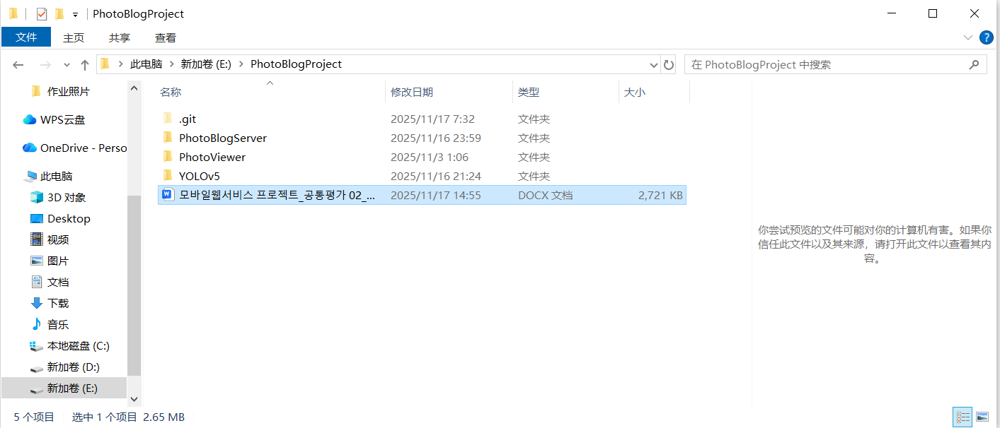 PhotoBlogProject
文件 主页 共享 查看
此电脑 新加卷 (E:) PhotoBlogProject 在 PhotoBlogProject 中搜索
作业照片
WPS云盘
OneDrive - Perso
此电脑
3D 对象
Desktop
视频
图片
文档
下载
音乐
本地磁盘 (C:)
新加卷 (D:)
新加卷 (E:)
名称 修改日期 类型 大小
.git 2025/11/17 7:32 文件夹
PhotoBlogServer 2025/11/16 23:59 文件夹
PhotoViewer 2025/11/3 1:06 文件夹
YOLOv5 2025/11/16 21:24 文件夹
모바일웹서비스 프로젝트_공통평가 02_... 2025/11/17 14:55 DOCX 文档 2,721 KB
你尝试预览的文件可能对你的计算机有害。如果你
信任此文件以及其来源，请打开此文件以查看其内
容。
5 个项目 选中 1 个项目 2.65 MB